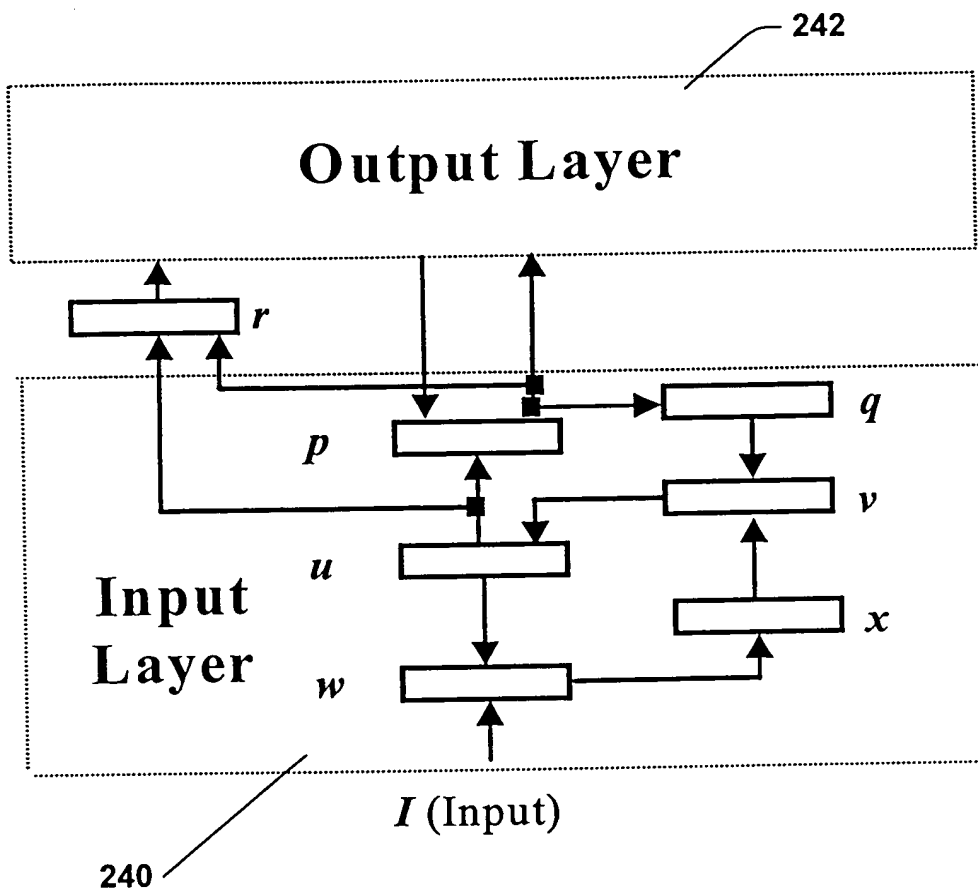 242
Output Layer
r
q
p
v
u
Input
Layer
x
w
I (Input)
240